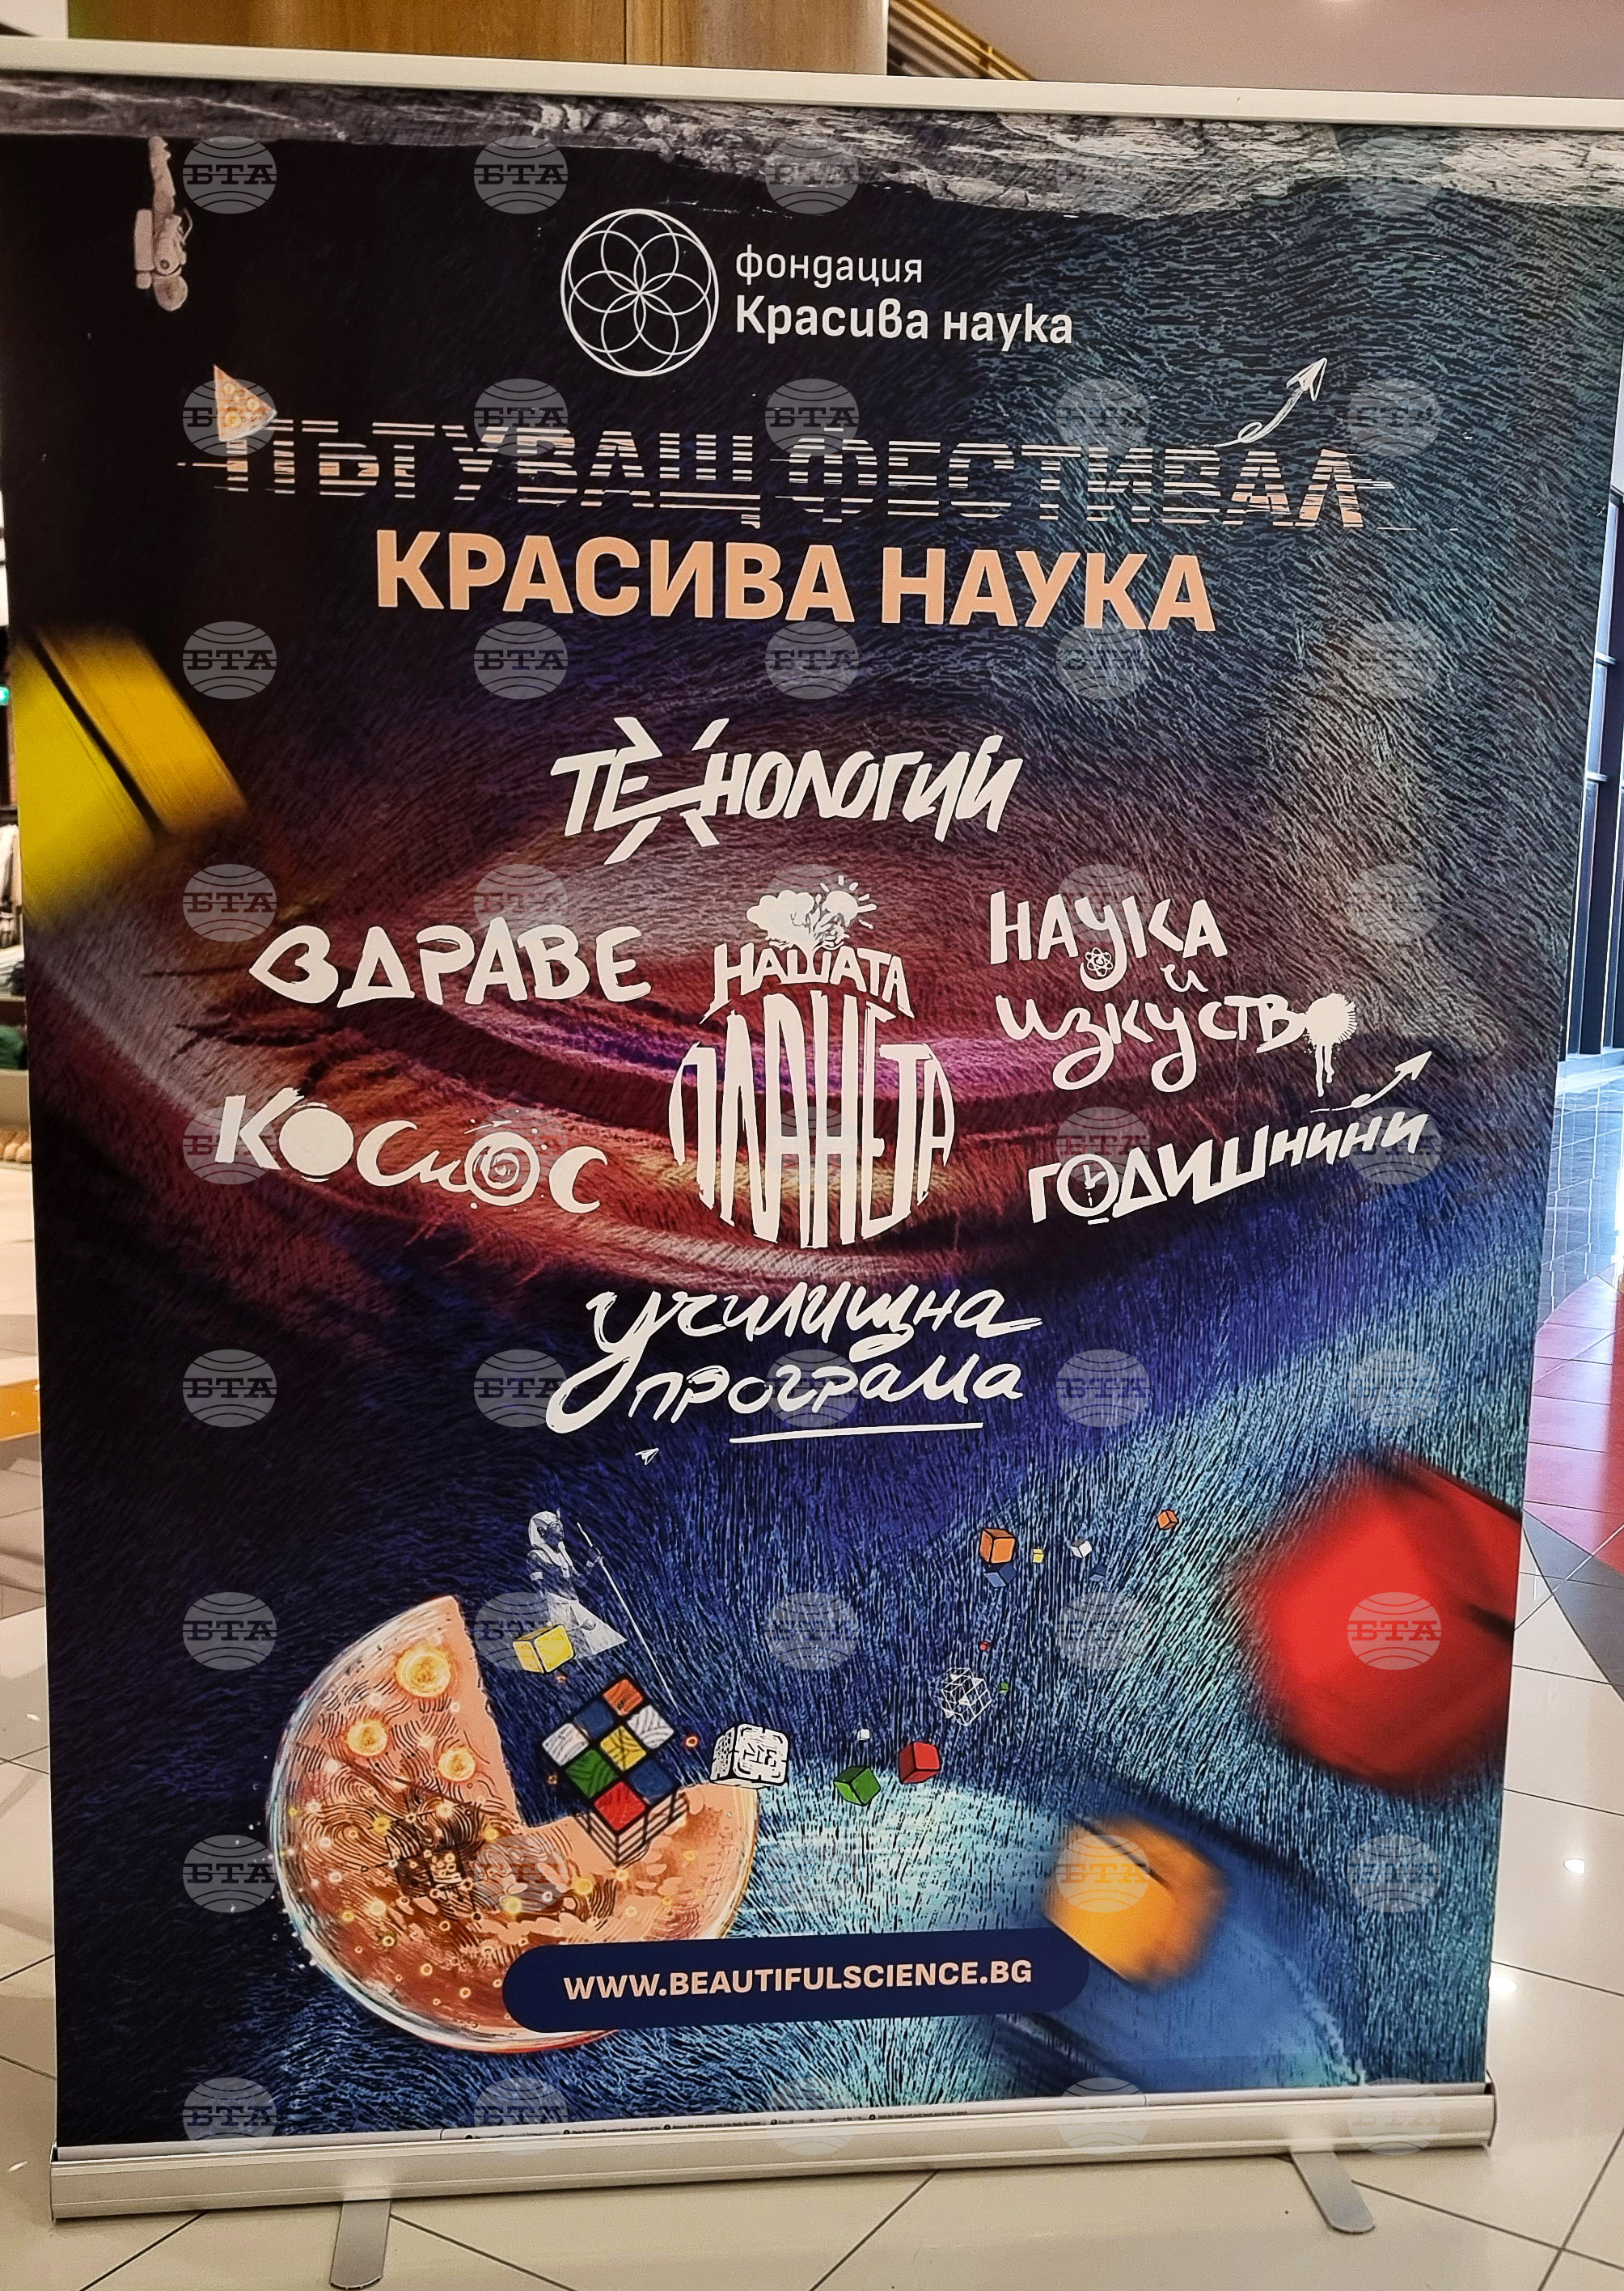 фондация
Красива наука
ПЪТУВАЩ ФЕСТИВАЛ
КРАСИВА НАУКА
ТЕХНОЛОГИИ
ЗДРАВЕ
НАШАТА
ПЛАНЕТА
НАУКА
и
ИЗКУСТВО
КОСМОС
ГОДИШНИНИ
училищна
програма
WWW.BEAUTIFULSCIENCE.BG
БТА